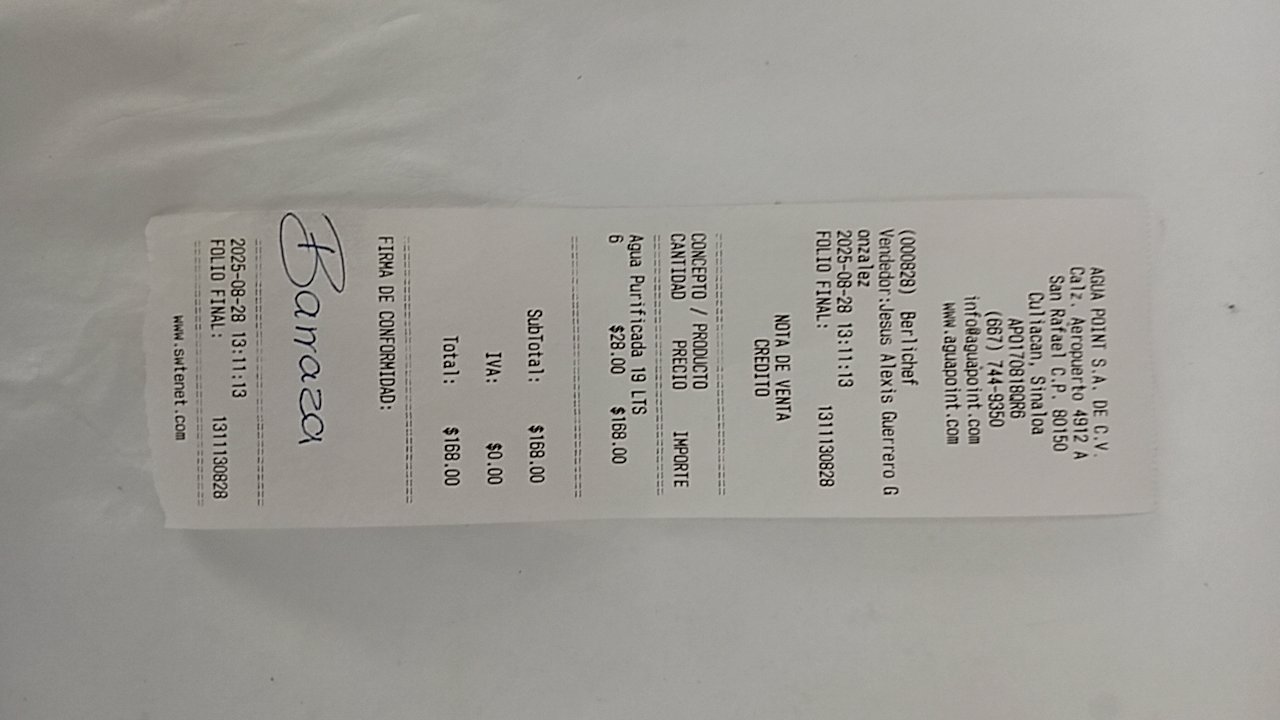 AGUA POINT S.A. DE C.V.
Calz. Aeropuerto 4912 A
San Rafael C.P. 80150
Culiacan, Sinaloa
APO170818QR6
(667) 744-9350
info@aguapoint.com
www.aguapoint.com
(000828) Berlichef
Vendedor:Jesus Alexis Guerrero G
onzalez
2025-08-28 13:11:13
FOLIO FINAL: 1311130828
NOTA DE VENTA
CREDITO
================================
CONCEPTO / PRODUCTO
CANTIDAD PRECIO IMPORTE
================================
Agua Purificada 19 LTS
6 $28.00 $168.00
================================
SubTotal: $168.00
IVA: $0.00
Total: $168.00
================================
FIRMA DE CONFORMIDAD:
Barraza
================================
2025-08-28 13:11:13
FOLIO FINAL: 1311130828
================================
www.swtenet.com